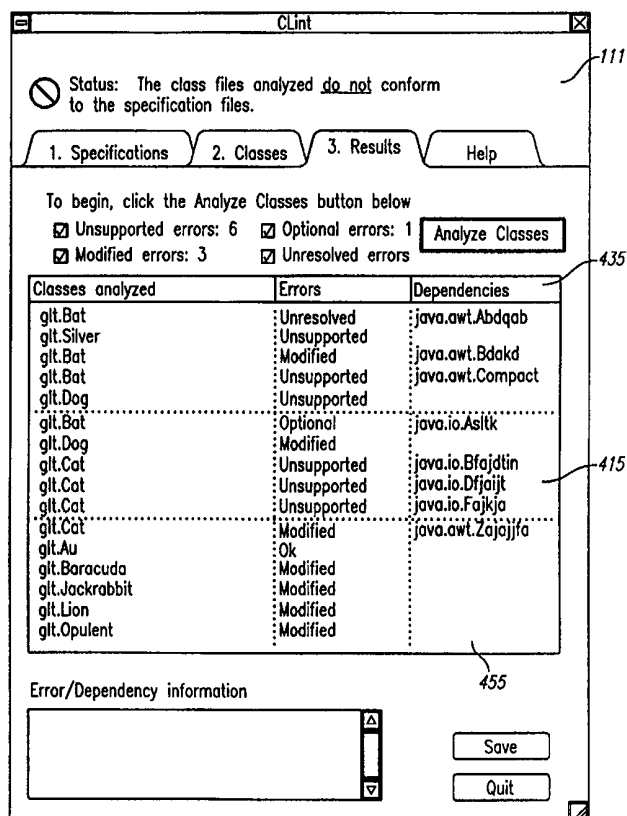 CLint
111
Status: The class files analyzed do not conform
to the specification files.
1. Specifications 2. Classes 3. Results Help
To begin, click the Analyze Classes button below
Unsupported errors: 6 Optional errors: 1 Analyze Classes
Modified errors: 3 Unresolved errors
435
Classes analyzed Errors Dependencies
glt.Bat Unresolved java.awt.Abdqab
glt.Silver Unsupported
glt.Bat Modified java.awt.Bdakd
glt.Bat Unsupported java.awt.Compact
glt.Dog Unsupported
glt.Bat Optional java.io.Asltk
glt.Dog Modified
glt.Cat Unsupported java.io.Bfajdtin
415
glt.Cat Unsupported java.io.Dfjaijt
glt.Cat Unsupported java.io.Fajkja
glt.Cat Modified java.awt.Zajajjfa
glt.Au Ok
glt.Baracuda Modified
glt.Jackrabbit Modified
glt.Lion Modified
glt.Opulent Modified
455
Error/Dependency information
Save
Quit